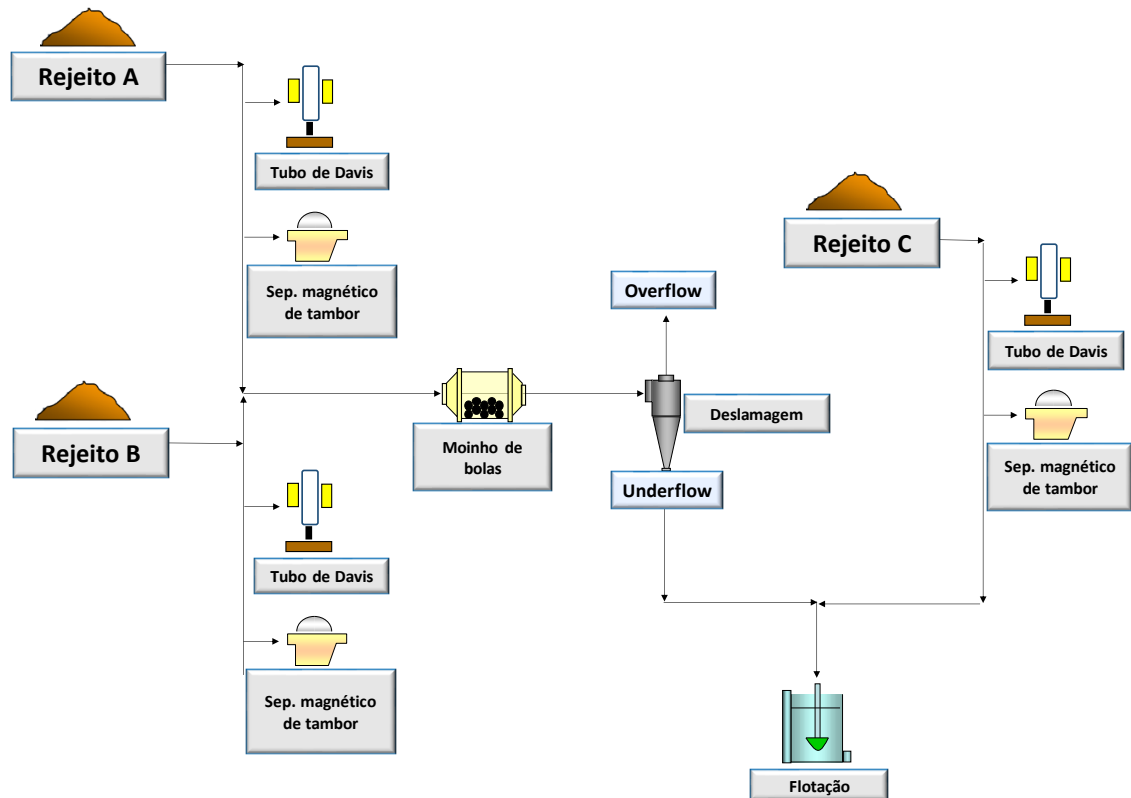 Rejeito A
Tubo de Davis
Sep. magnético
de tambor
Rejeito B
Tubo de Davis
Sep. magnético
de tambor
Moinho de
bolas
Overflow
Deslamagem
Underflow
Rejeito C
Tubo de Davis
Sep. magnético
de tambor
Flotação